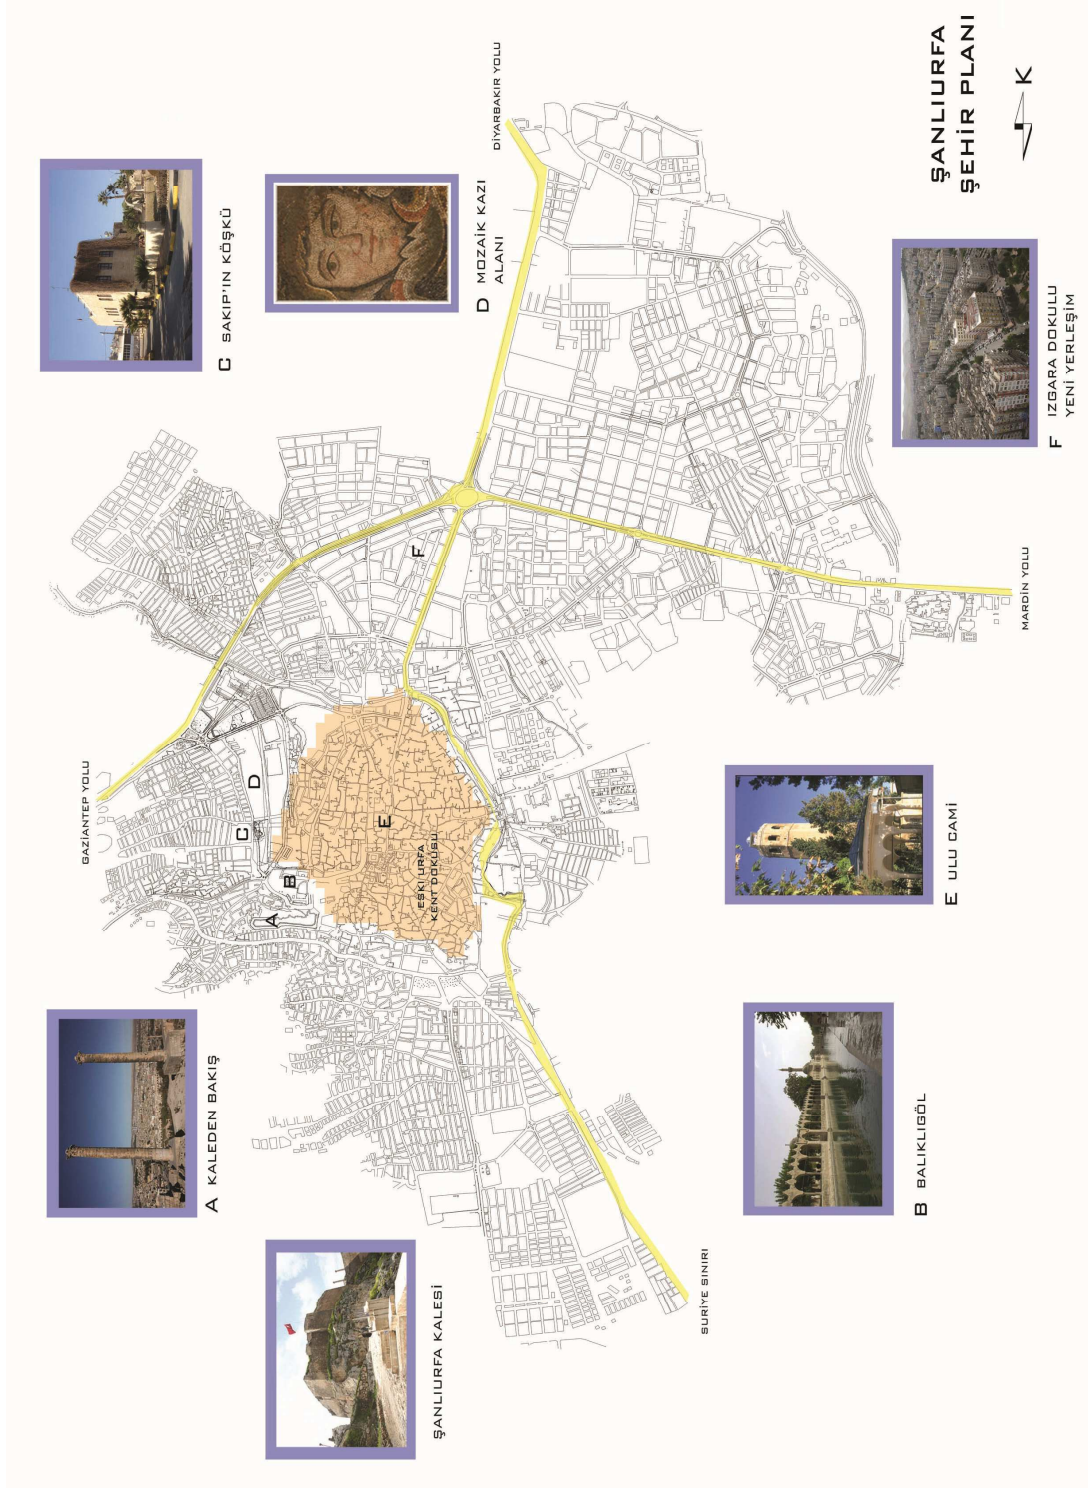 ŞANLIURFA
ŞEHİR PLANI
K
DİYARBAKIR YOLU
GAZİANTEP YOLU
MARDİN YOLU
SURİYE SINIRI
ŞANLIURFA KALESİ
A KALEDEN BAKIŞ
C SAKIP'IN KÖŞKÜ
D MOZAİK KAZI
ALANI
B BALIKLIGÖL
E ULU CAMİ
F IZGARA DOKULU
YENİ YERLEŞİM
A
B
C
D
E
ESKİ URFA
KENT DOKUSU
F